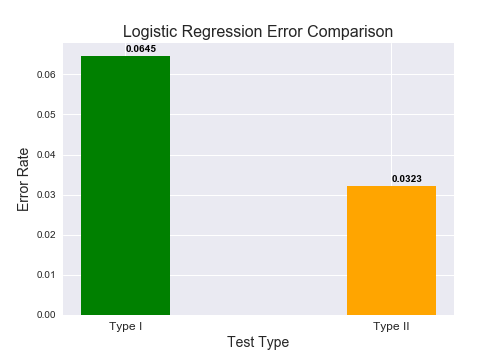 Logistic Regression Error Comparison
0.0645
0.0323
0.06
0.05
0.04
0.03
0.02
0.01
0.00
Error Rate
Type I
Type II
Test Type